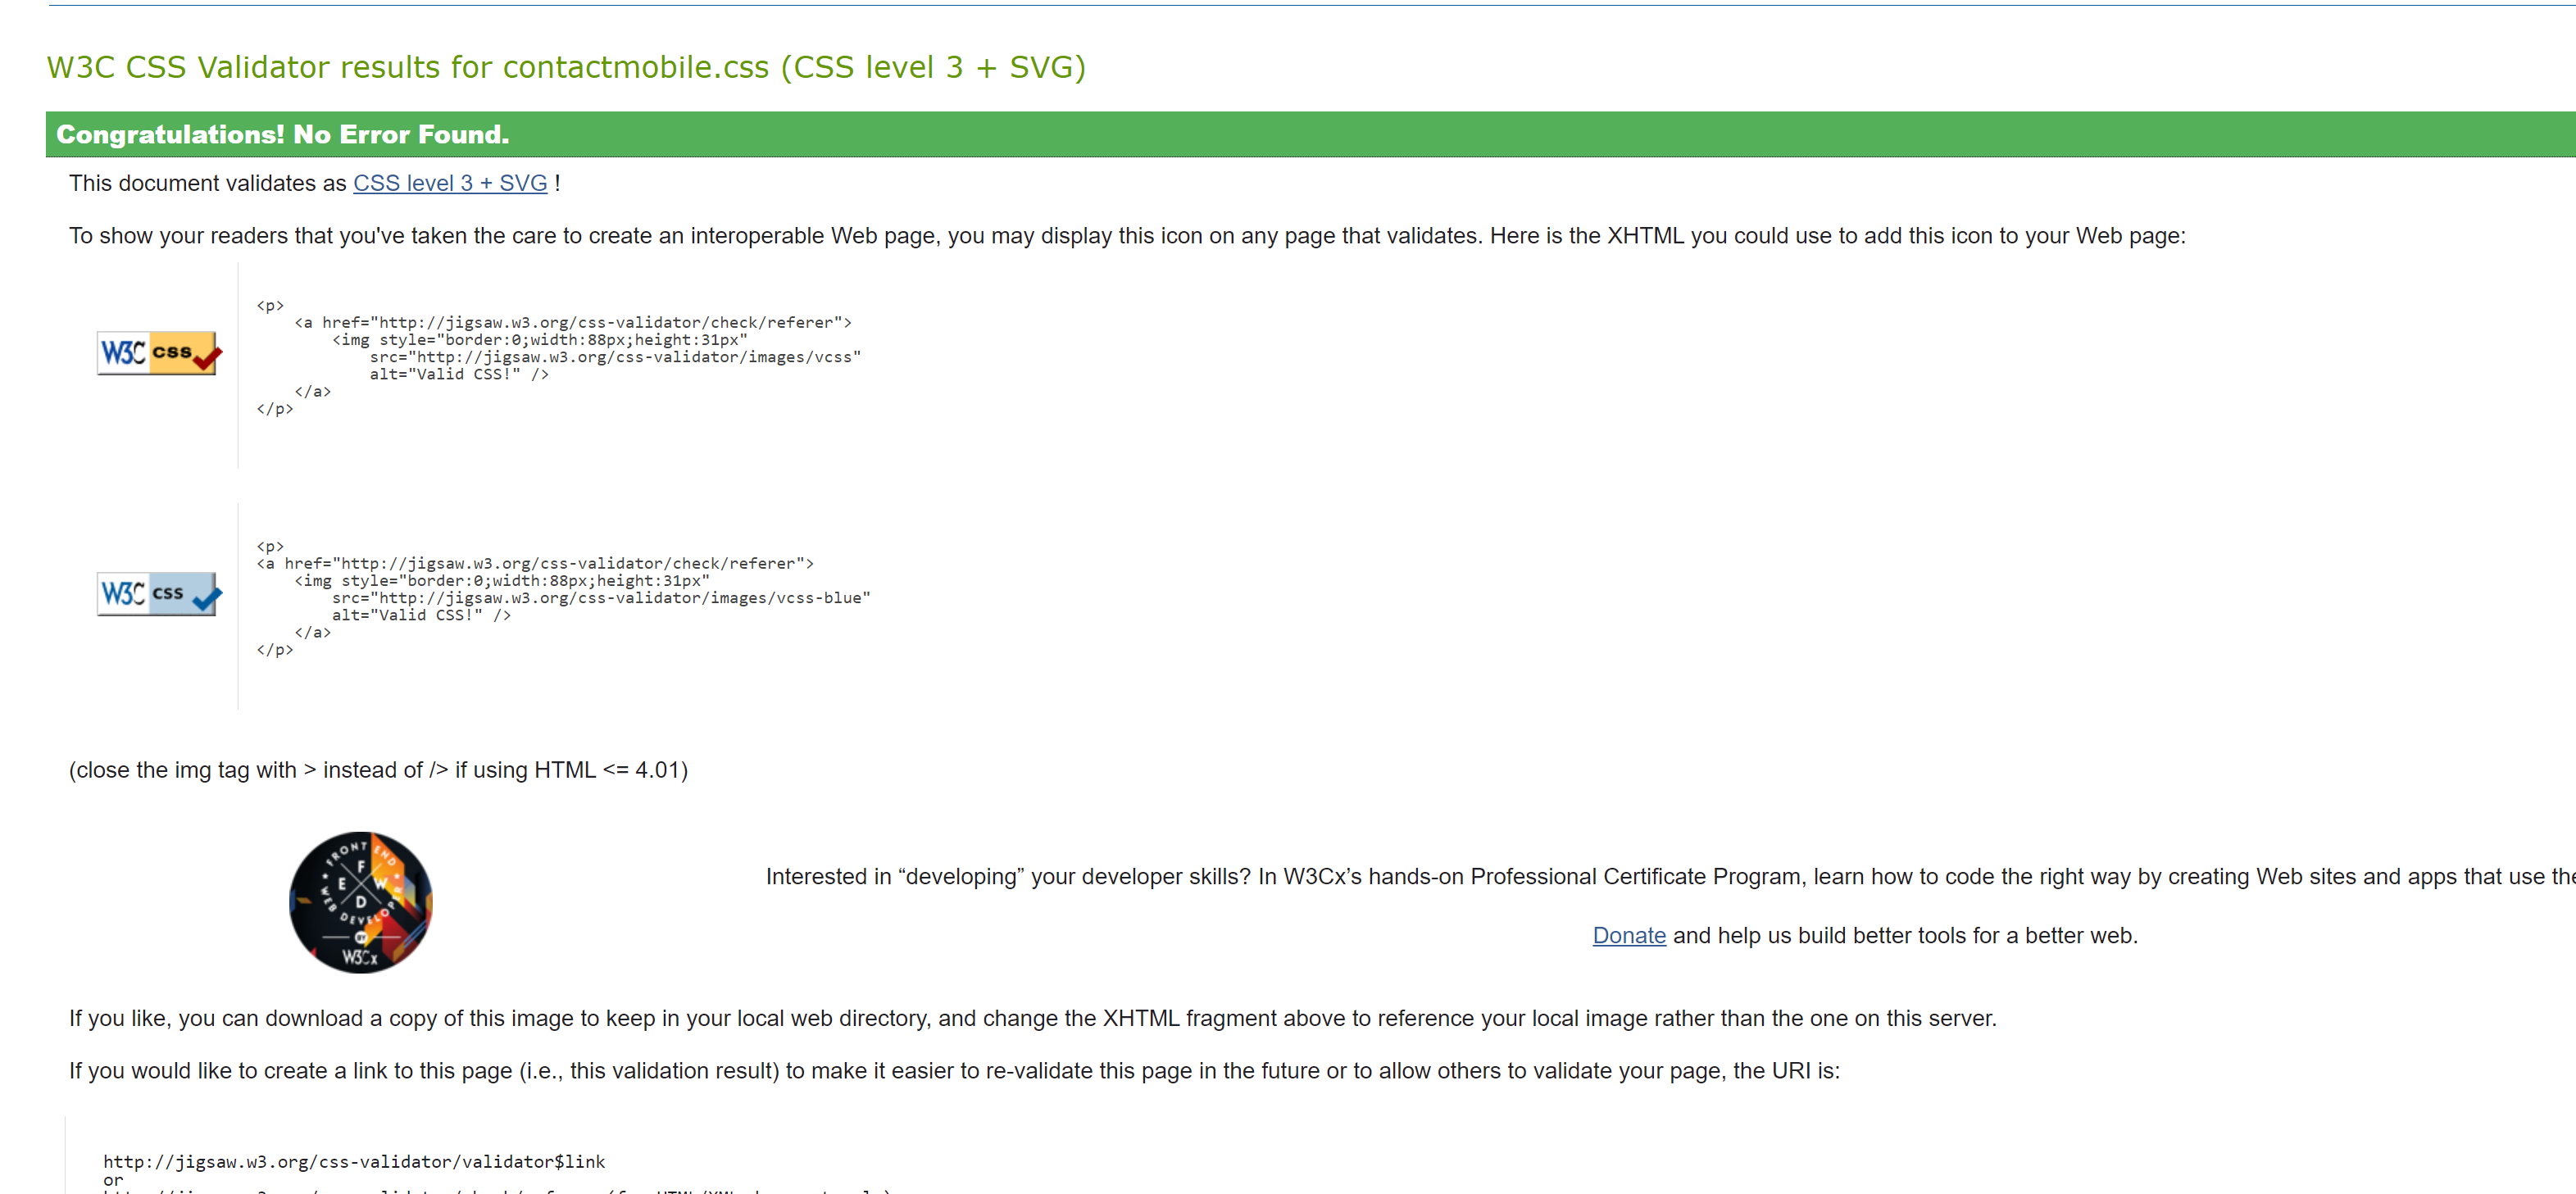 W3C CSS Validator results for contactmobile.css (CSS level 3 + SVG)
Congratulations! No Error Found.
This document validates as CSS level 3 + SVG !
To show your readers that you've taken the care to create an interoperable Web page, you may display this icon on any page that validates. Here is the XHTML you could use to add this icon to your Web page:
W3C css
<p>
<a href="http://jigsaw.w3.org/css-validator/check/referer">
<img style="border:0;width:88px;height:31px"
src="http://jigsaw.w3.org/css-validator/images/vcss"
alt="Valid CSS!" />
</a>
</p>
W3C css
<p>
<a href="http://jigsaw.w3.org/css-validator/check/referer">
<img style="border:0;width:88px;height:31px"
src="http://jigsaw.w3.org/css-validator/images/vcss-blue"
alt="Valid CSS!" />
</a>
</p>
(close the img tag with > instead of /> if using HTML <= 4.01)
FRONT END
F
E W
D
WEB DEVELOPER
BY
W3Cx
Interested in “developing” your developer skills? In W3Cx’s hands-on Professional Certificate Program, learn how to code the right way by creating Web sites and apps that use the
Donate and help us build better tools for a better web.
If you like, you can download a copy of this image to keep in your local web directory, and change the XHTML fragment above to reference your local image rather than the one on this server.
If you would like to create a link to this page (i.e., this validation result) to make it easier to re-validate this page in the future or to allow others to validate your page, the URI is:
http://jigsaw.w3.org/css-validator/validator$link
or